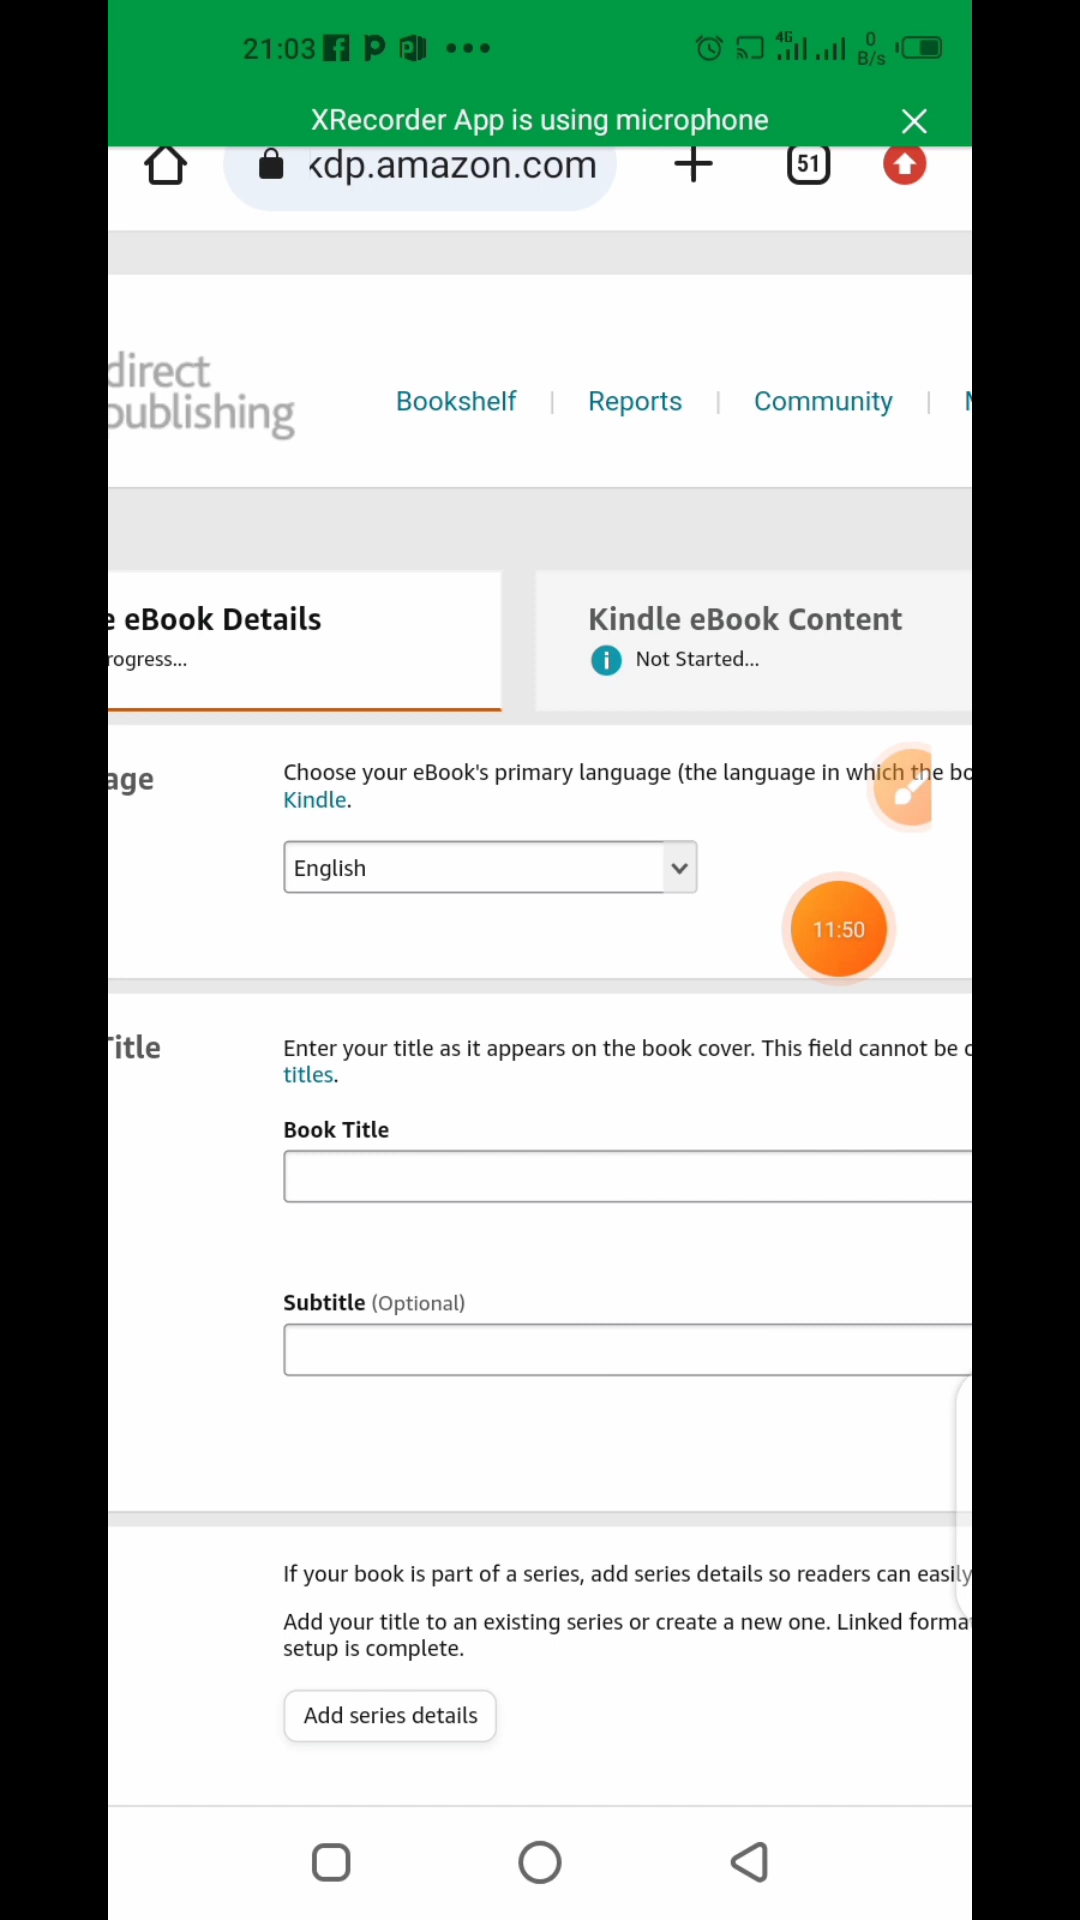 21:03
4G
0
B/s
XRecorder App is using microphone
kdp.amazon.com
51
direct
publishing
Bookshelf | Reports | Community |
e eBook Details
Kindle eBook Content
rogress...
i Not Started...
age
Choose your eBook's primary language (the language in which the bo
Kindle.
English
11:50
Title
Enter your title as it appears on the book cover. This field cannot be c
titles.
Book Title
Subtitle (Optional)
If your book is part of a series, add series details so readers can easily
Add your title to an existing series or create a new one. Linked forma
setup is complete.
Add series details